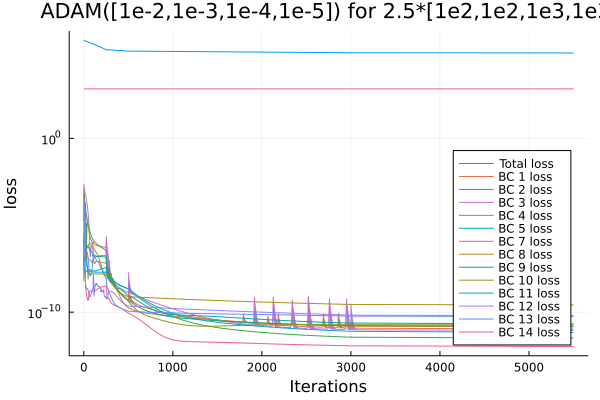 ADAM([1e-2,1e-3,1e-4,1e-5]) for 2.5*[1e2,1e2,1e3,1e3
loss
10^0
10^-10
Total loss
BC 1 loss
BC 2 loss
BC 3 loss
BC 4 loss
BC 5 loss
BC 7 loss
BC 8 loss
BC 9 loss
BC 10 loss
BC 11 loss
BC 12 loss
BC 13 loss
BC 14 loss
0 1000 2000 3000 4000 5000
Iterations